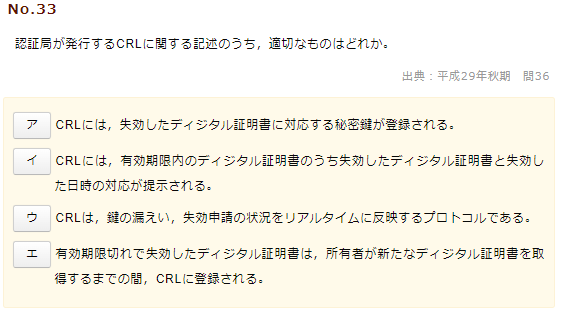 No.33
認証局が発行するCRLに関する記述のうち，適切なものはどれか。
出典：平成29年秋期　問36
ア　CRLには，失効したディジタル証明書に対応する秘密鍵が登録される。
イ　CRLには，有効期限内のディジタル証明書のうち失効したディジタル証明書と失効し
た日時の対応が提示される。
ウ　CRLは，鍵の漏えい，失効申請の状況をリアルタイムに反映するプロトコルである。
エ　有効期限切れで失効したディジタル証明書は，所有者が新たなディジタル証明書を取
得するまでの間，CRLに登録される。